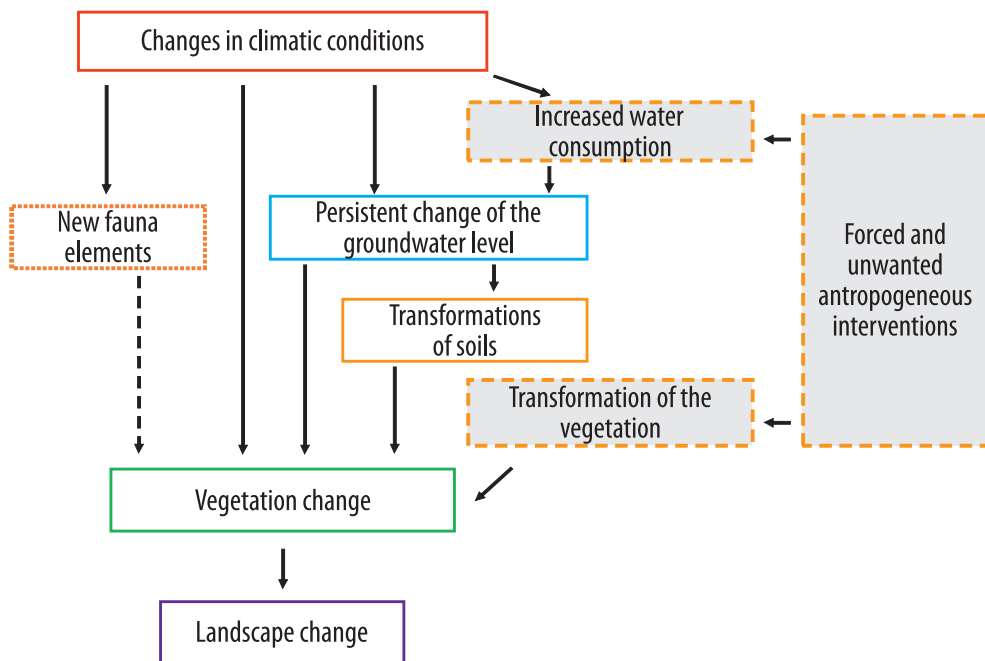 Changes in climatic conditions
Increased water
consumption
New fauna
elements
Persistent change of the
groundwater level
Forced and
unwanted
antropogeneous
interventions
Transformations
of soils
Transformation of the
vegetation
Vegetation change
Landscape change